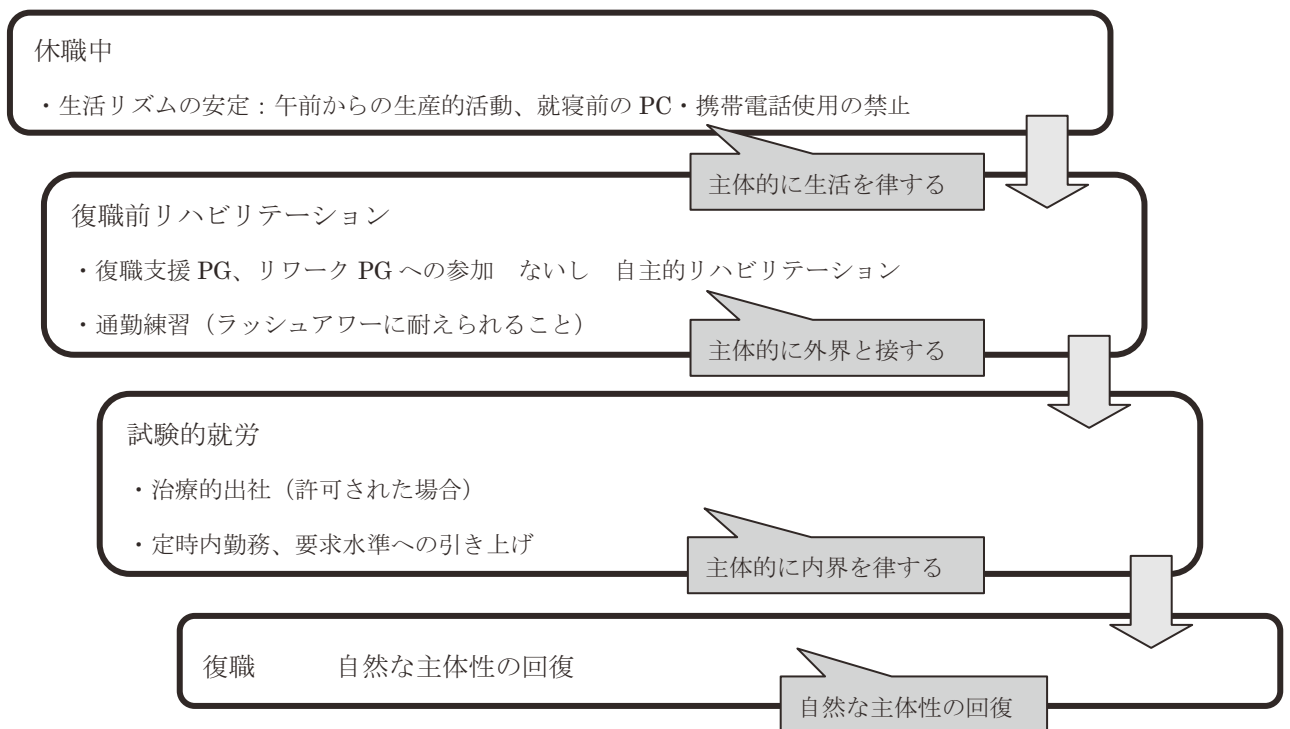 休職中
・生活リズムの安定：午前からの生産的活動、就寝前の PC・携帯電話使用の禁止
主体的に生活を律する
復職前リハビリテーション
・復職支援 PG、リワーク PG への参加　ないし　自主的リハビリテーション
・通勤練習（ラッシュアワーに耐えられること）
主体的に外界と接する
試験的就労
・治療的出社（許可された場合）
・定時内勤務、要求水準への引き上げ
主体的に内界を律する
復職　　自然な主体性の回復
自然な主体性の回復